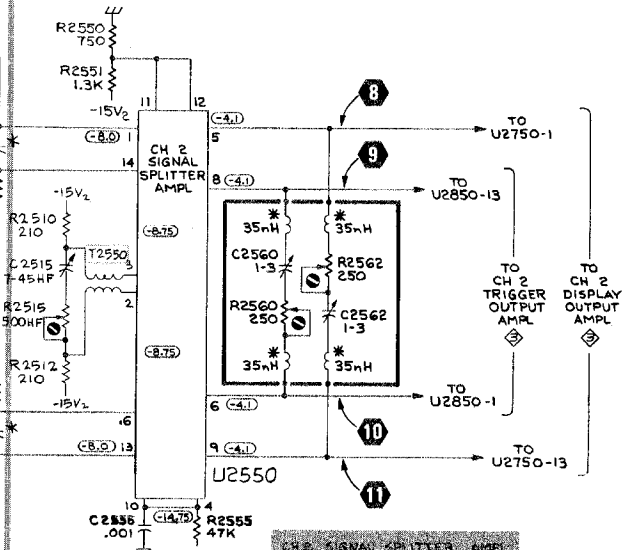 R2550
750
R2551
1.3K
-15V2
11
12
-4.1
8
-8.0
1
5
TO
U2750-1
CH 2
SIGNAL
SPLITTER
AMPL
14
8
-4.1
9
TO
U2850-13
-15V2
R2510
210
-8.75
T2550
3
C2515
7-45HF
2
R2515
500HF
R2512
210
-15V2
-8.75
* 35nH
* 35nH
C2560
1-3
R2562
250
R2560
250
C2562
1-3
* 35nH
* 35nH
TO
CH 2
TRIGGER
OUTPUT
AMPL
3
TO
CH 2
DISPLAY
OUTPUT
AMPL
3
TO
U2850-1
16
6
-4.1
10
-8.0
13
9
-4.1
TO
U2750-13
11
U2550
10
-14.75
4
C2556
.001
R2555
47K
CH 2 SIGNAL SPLITTER AMPL